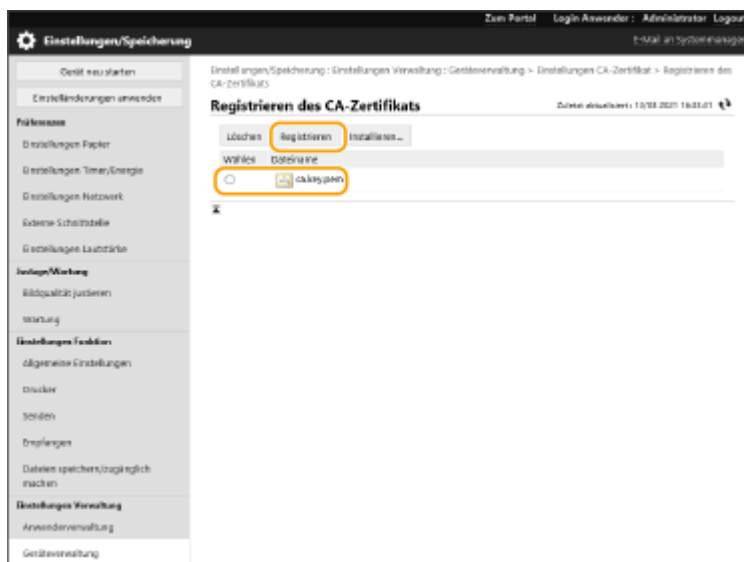 Zum Portal Login Anwender : Administrator Logout
Einstellungen/Speicherung
E-Mail an Systemmanager
Gerät neu starten
Einstelländerungen anwenden
Präferenzen
Einstellungen Papier
Einstellungen Timer/Energie
Einstellungen Netzwerk
Externe Schnittstelle
Einstellungen Lautstärke
Justage/Wartung
Bildqualität justieren
Wartung
Einstellungen Funktion
Allgemeine Einstellungen
Drucker
Senden
Empfangen
Dateien speichern/zugänglich
machen
Einstellungen Verwaltung
Anwenderverwaltung
Geräteverwaltung
Einstellungen/Speicherung : Einstellungen Verwaltung : Geräteverwaltung > Einstellungen CA-Zertifikat > Registrieren des
CA-Zertifikats
Registrieren des CA-Zertifikats
Zuletzt aktualisiert :
Löschen Registrieren Installieren...
Wählen Dateiname
cakey.pem